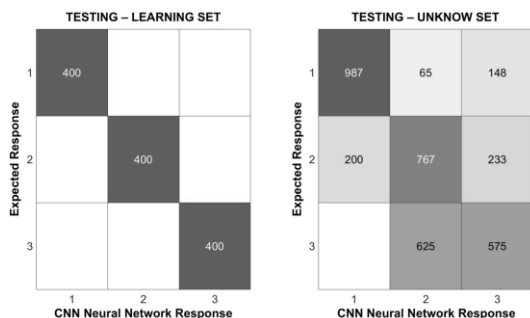 TESTING – LEARNING SET
Expected Response
1
400
2
400
3
400
1 2 3
CNN Neural Network Response
TESTING – UNKNOW SET
Expected Response
1
987 65 148
2
200 767 233
3
625 575
1 2 3
CNN Neural Network Response